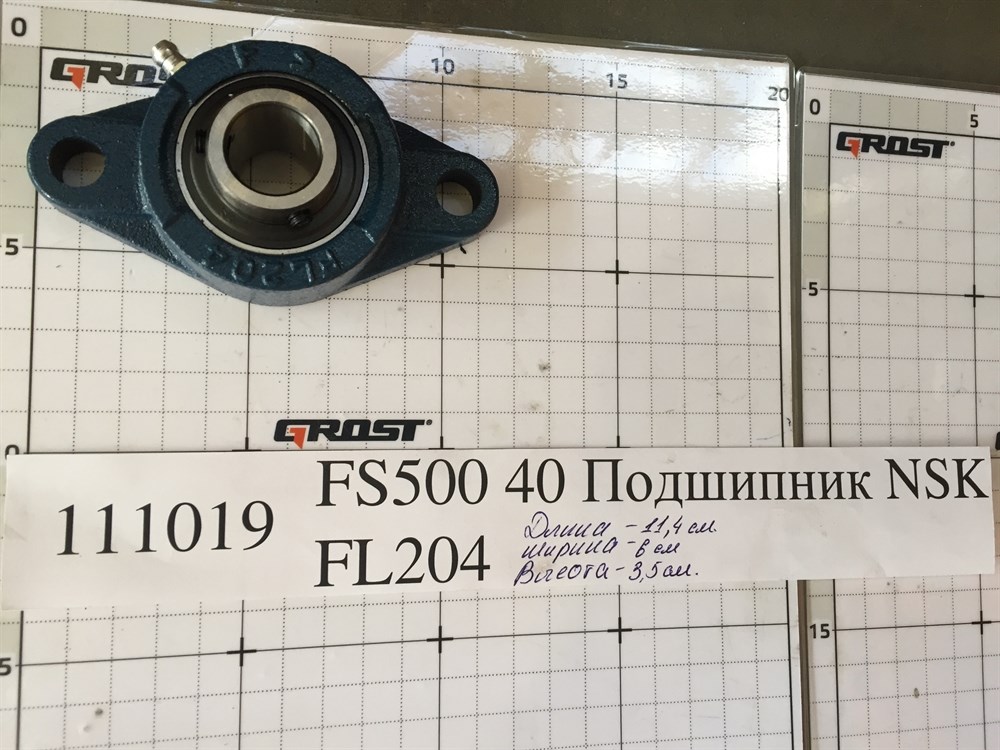 0
10
15
20
GROST
F S
FL204
5
0
5
GROST
5
GROST
0
111019
FS500 40 Подшипник NSK
FL204
Длина - 11,4 см.
ширина - 6 см
Высота - 3,5 см.
5
15